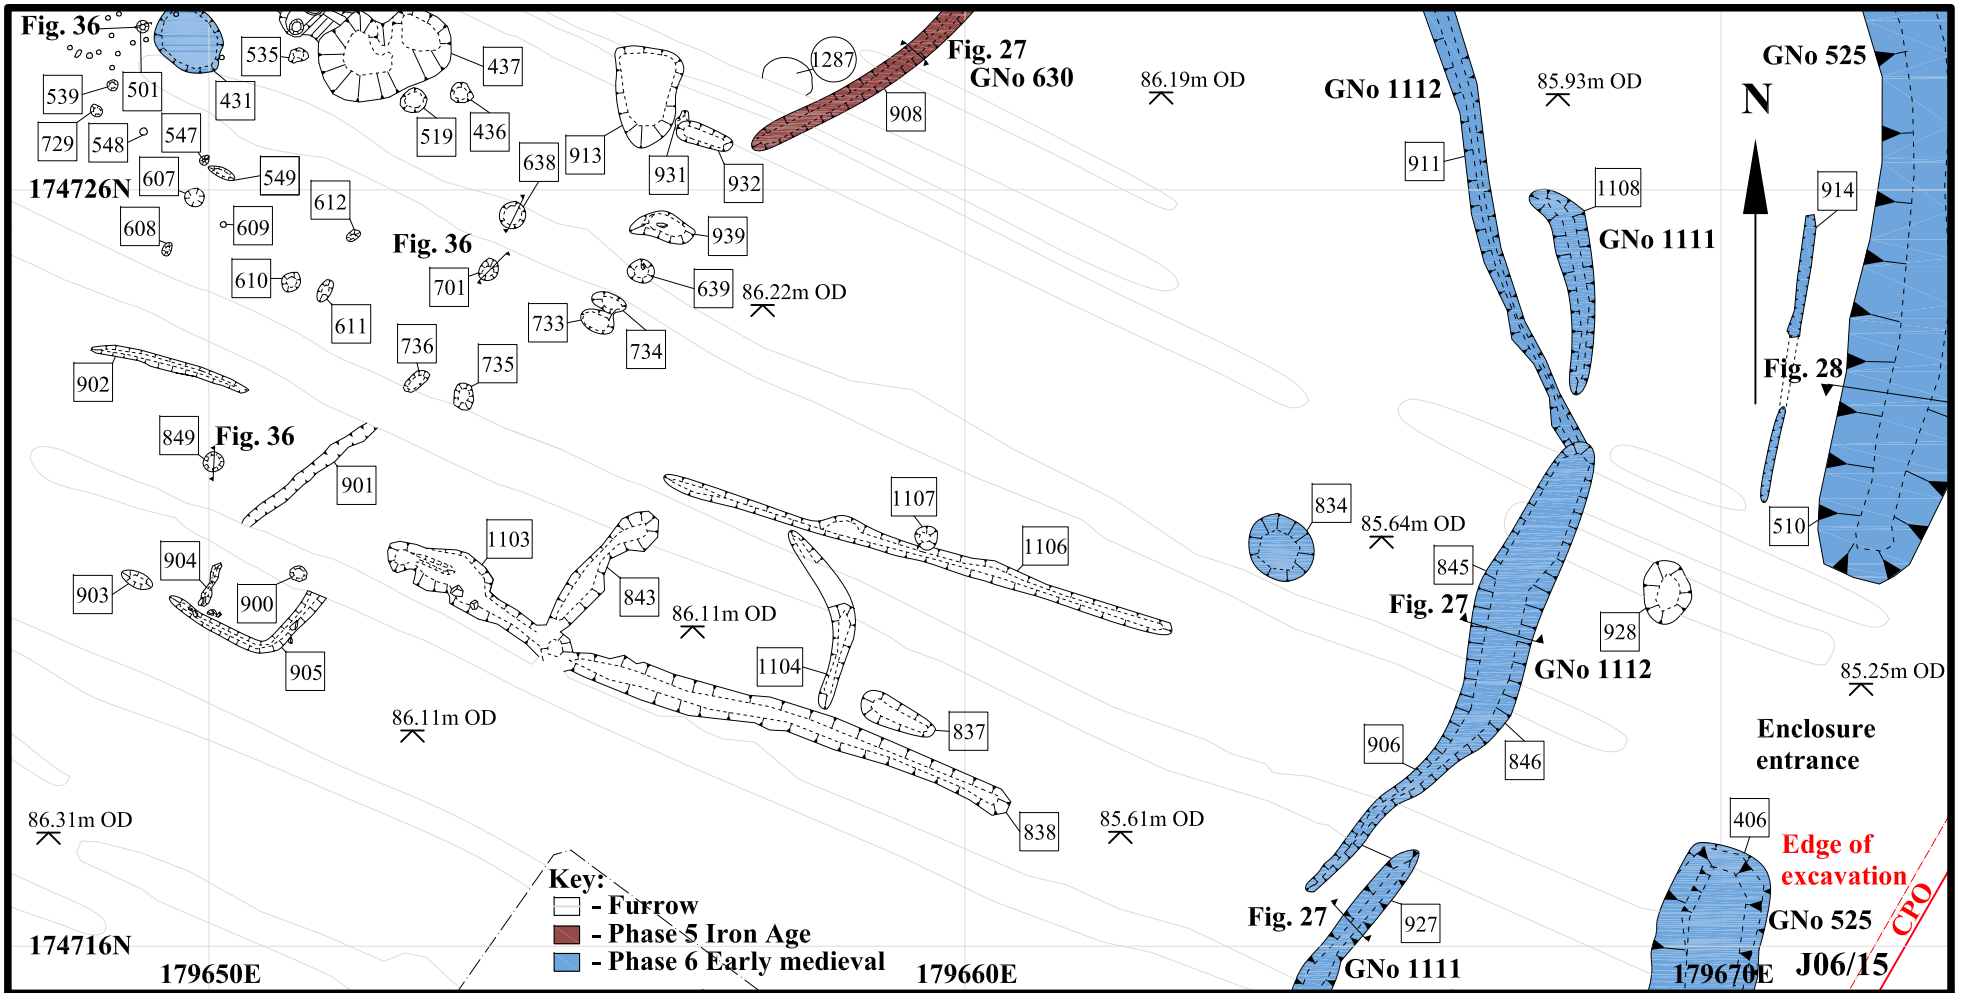 Fig. 36
535
437
1287
Fig. 27
GNo 630
GNo 525
539
501
431
86.19m OD
GNo 1112
85.93m OD
N
729
548
547
519
436
913
908
607
549
638
931
932
911
1108
914
174726N
612
608
609
Fig. 36
939
GNo 1111
610
701
639
86.22m OD
611
733
734
736
735
902
Fig. 28
849
Fig. 36
901
1107
834
85.64m OD
510
1103
1106
904
845
903
900
843
86.11m OD
Fig. 27
928
905
1104
GNo 1112
85.25m OD
86.11m OD
837
906
846
Enclosure
entrance
86.31m OD
838
85.61m OD
406
Edge of
excavation
Key:
- Furrow
- Phase 5 Iron Age
- Phase 6 Early medieval
Fig. 27
927
GNo 525
CPO
174716N
179650E
179660E
GNo 1111
179670E
J06/15